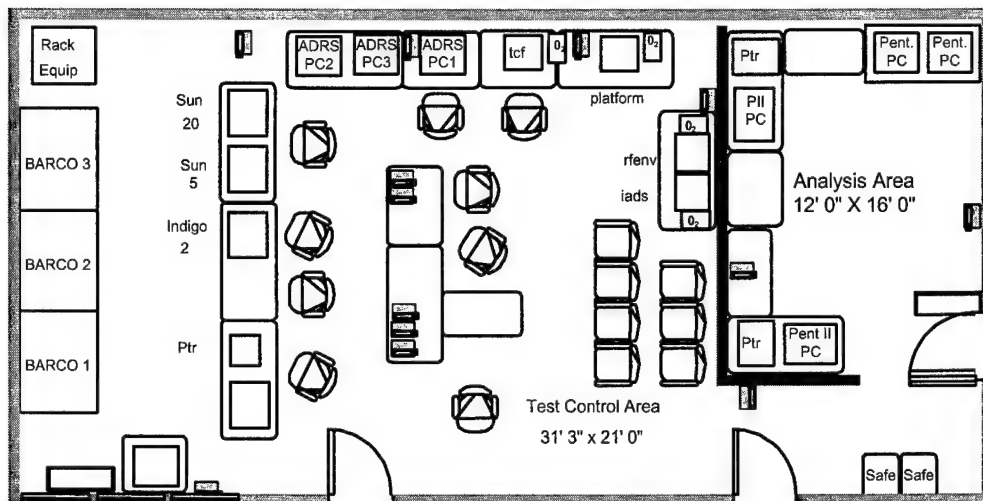 Rack
Equip
ADRS
PC2
ADRS
PC3
ADRS
PC1
tcf
O₂
O₂
platform
Ptr
Pent.
PC
Pent.
PC
Sun
20
PII
PC
BARCO 3
Sun
5
O₂
rfenv
iads
O₂
Analysis Area
12' 0" X 16' 0"
Indigo
2
BARCO 2
BARCO 1
Ptr
Ptr
Pent II
PC
Test Control Area
31' 3" x 21' 0"
Safe
Safe